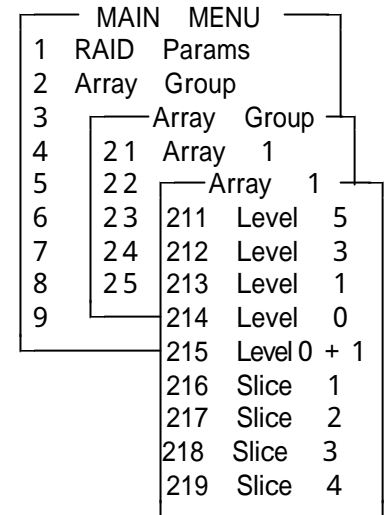 MAIN MENU
1 RAID Params
2 Array Group
3 Array Group
4 21 Array 1
5 22 Array 1
6 23 211 Level 5
7 24 212 Level 3
8 25 213 Level 1
9 214 Level 0
215 Level 0 + 1
216 Slice 1
217 Slice 2
218 Slice 3
219 Slice 4